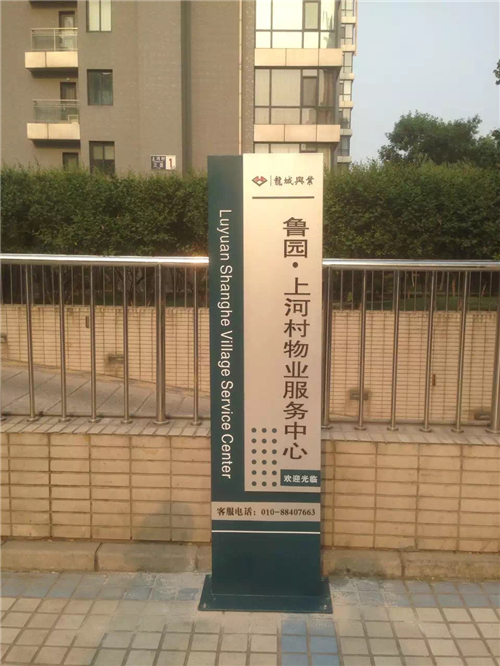 龍城興業
鲁园·上河村物业服务中心
Luyuan Shanghe Village Service Center
欢迎光临
客服电话：010-88407663
1